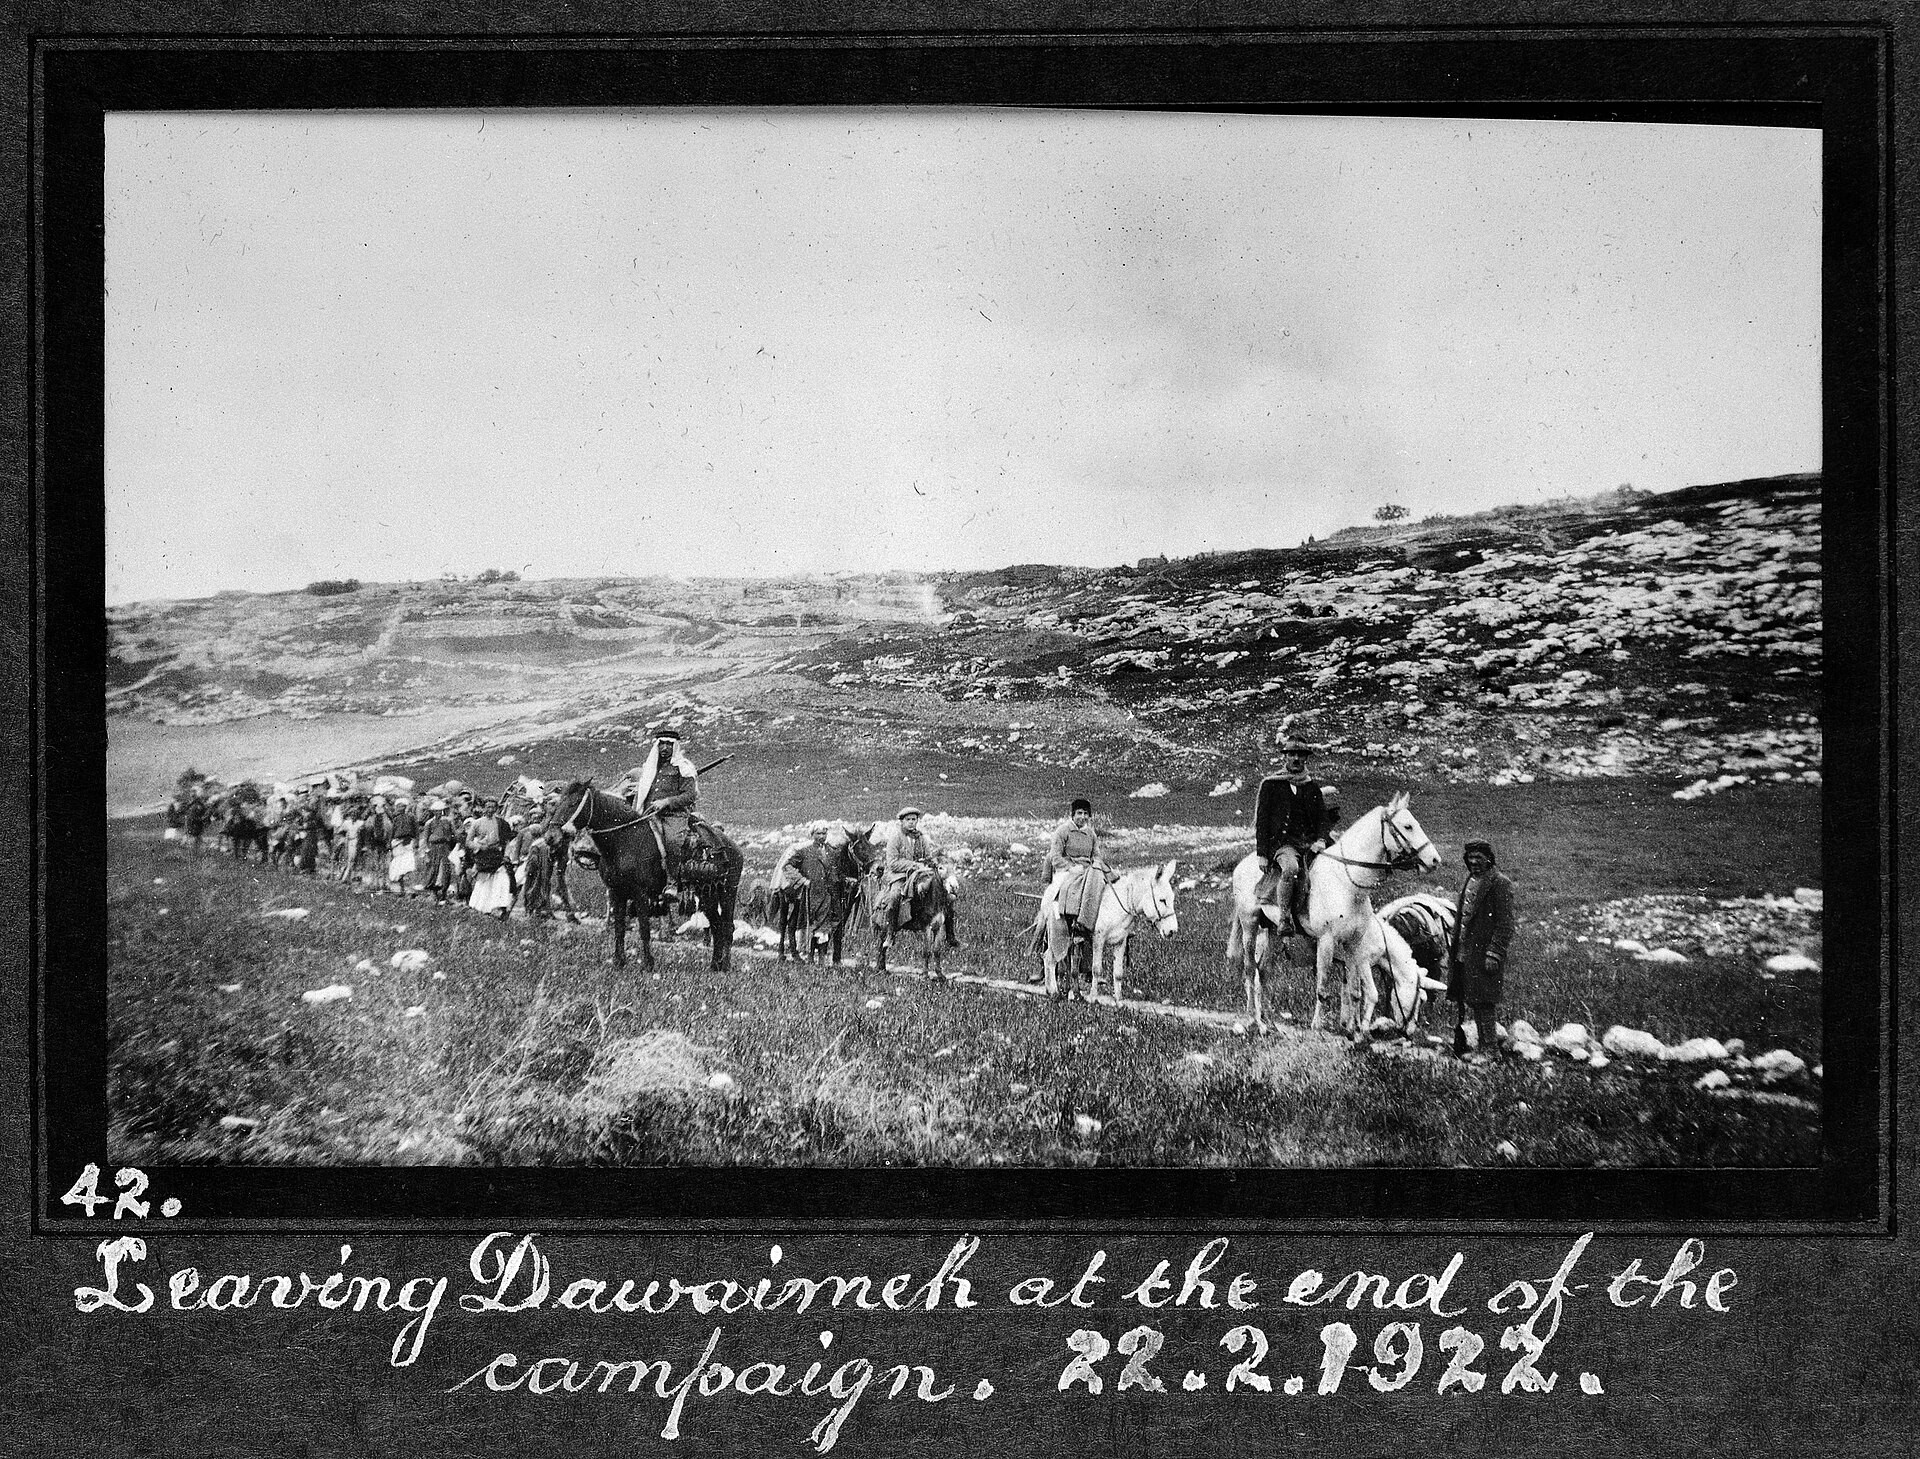 42.
Leaving Dawaimeh at the end of the
campaign. 22.2.1922.